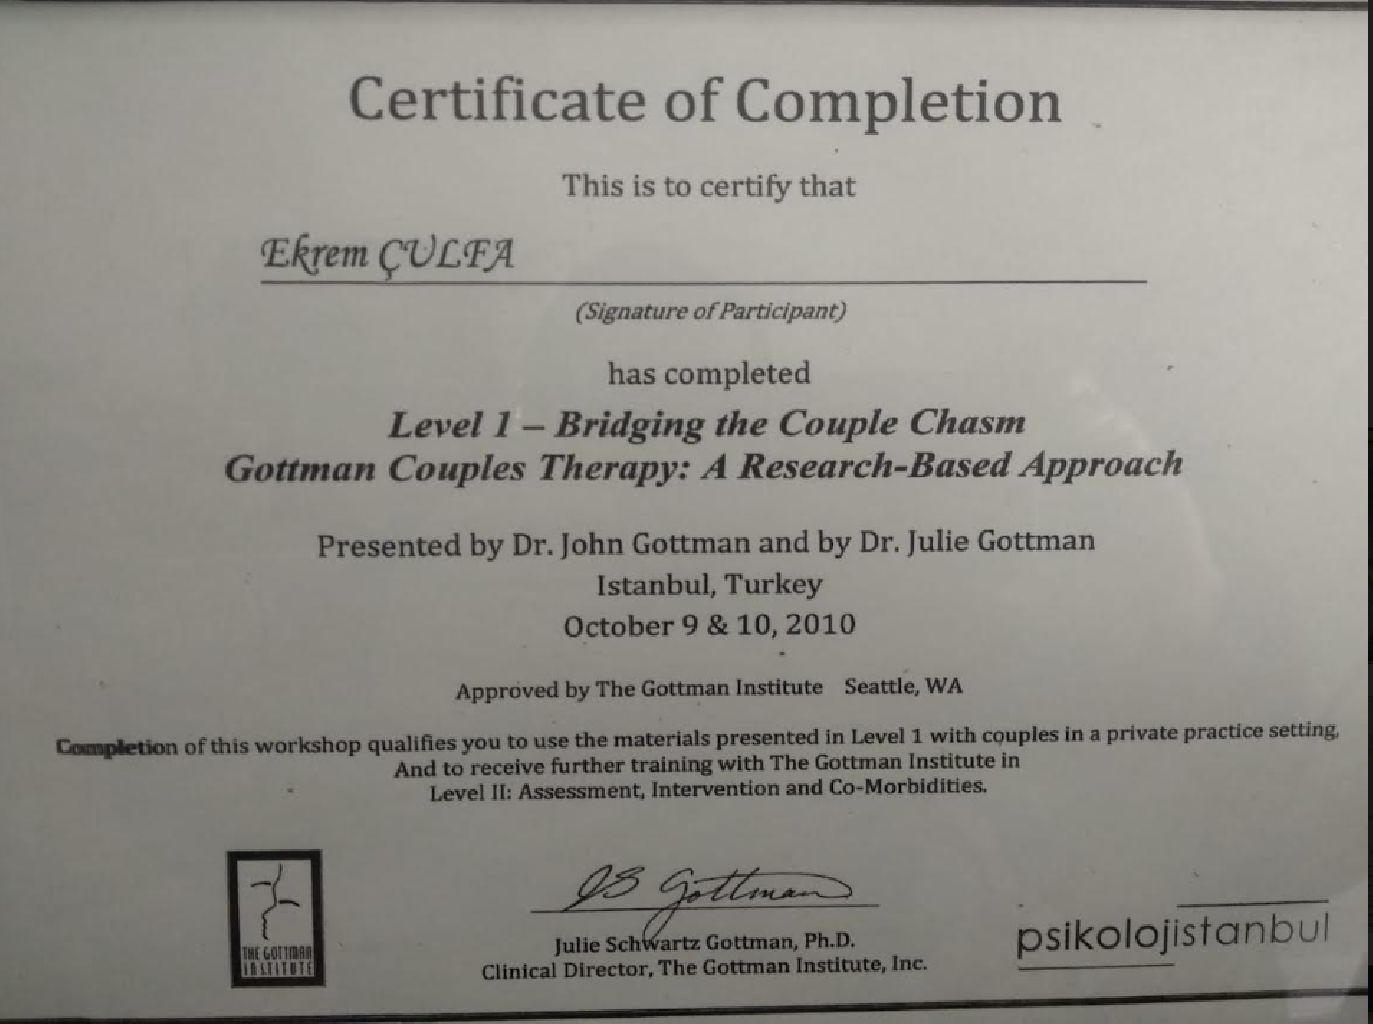 Certificate of Completion
This is to certify that
Ekrem ÇULFA
(Signature of Participant)
has completed
Level 1 – Bridging the Couple Chasm
Gottman Couples Therapy: A Research-Based Approach
Presented by Dr. John Gottman and by Dr. Julie Gottman
Istanbul, Turkey
October 9 & 10, 2010
Approved by The Gottman Institute Seattle, WA
Completion of this workshop qualifies you to use the materials presented in Level 1 with couples in a private practice setting,
And to receive further training with The Gottman Institute in
Level II: Assessment, Intervention and Co-Morbidities.
JS Gottman
Julie Schwartz Gottman, Ph.D.
Clinical Director, The Gottman Institute, Inc.
THE GOTTMAN
INSTITUTE
psikolojistanbul